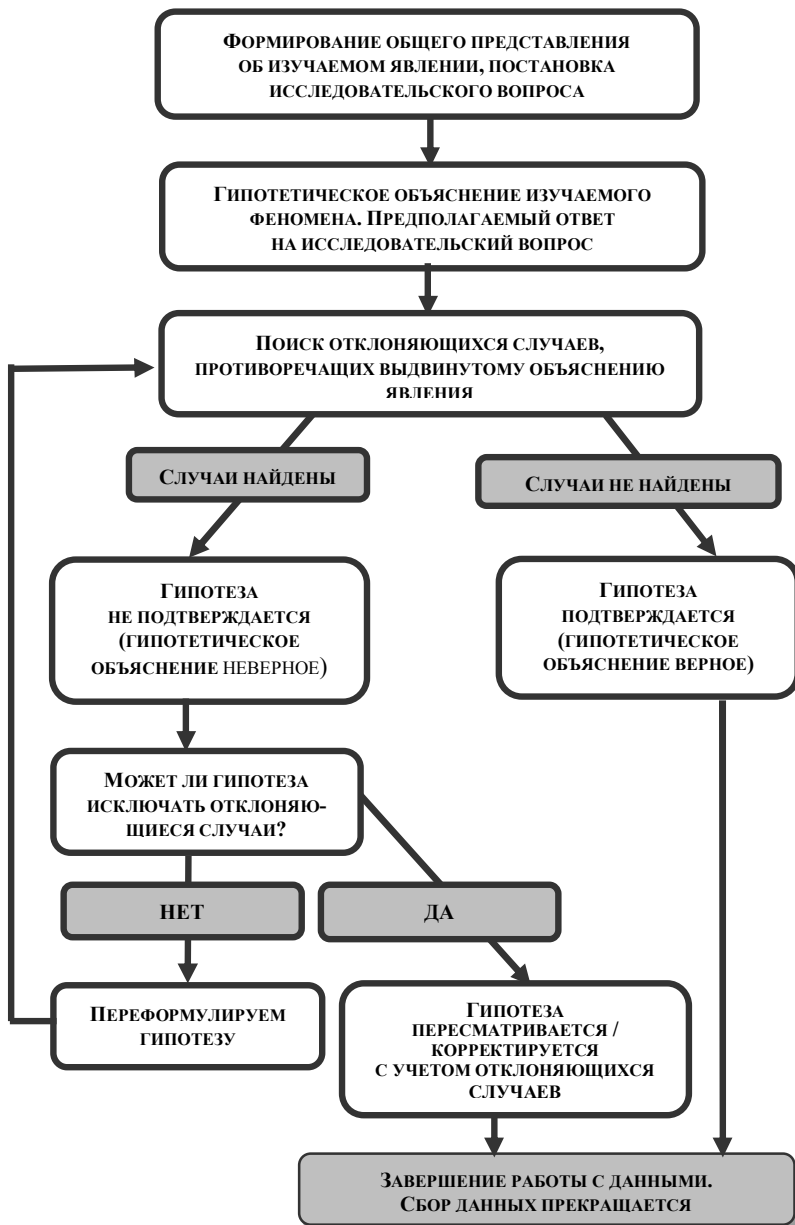 Формирование общего представления
об изучаемом явлении, постановка
исследовательского вопроса
Гипотетическое объяснение изучаемого
феномена. Предполагаемый ответ
на исследовательский вопрос
Поиск отклоняющихся случаев,
противоречащих выдвинутому объяснению
явления
Случаи найдены
Случаи не найдены
Гипотеза
не подтверждается
(гипотетическое
объяснение неверное)
Гипотеза
подтверждается
(гипотетическое
объяснение верное)
Может ли гипотеза
исключать отклоняю-
щиеся случаи?
НЕТ
ДА
Переформулируем
гипотезу
Гипотеза
пересматривается /
корректируется
с учетом отклоняющихся
случаев
Завершение работы с данными.
Сбор данных прекращается